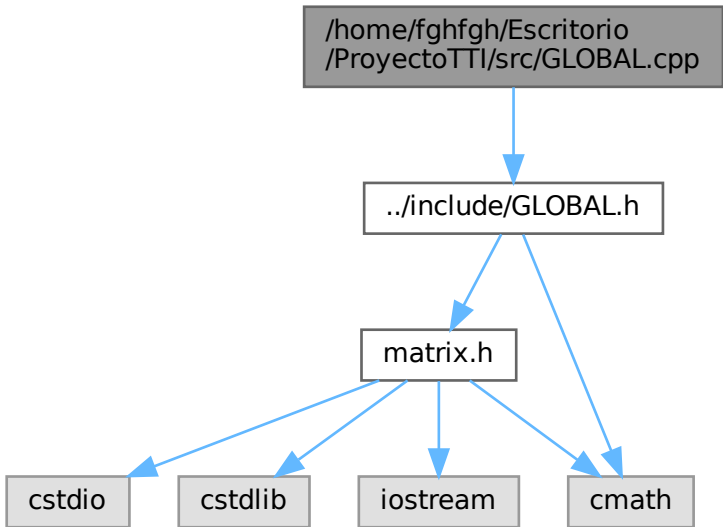 /home/fghfgh/Escritorio
/ProyectoTTI/src/GLOBAL.cpp
../include/GLOBAL.h
matrix.h
cstdio
cstdlib
iostream
cmath